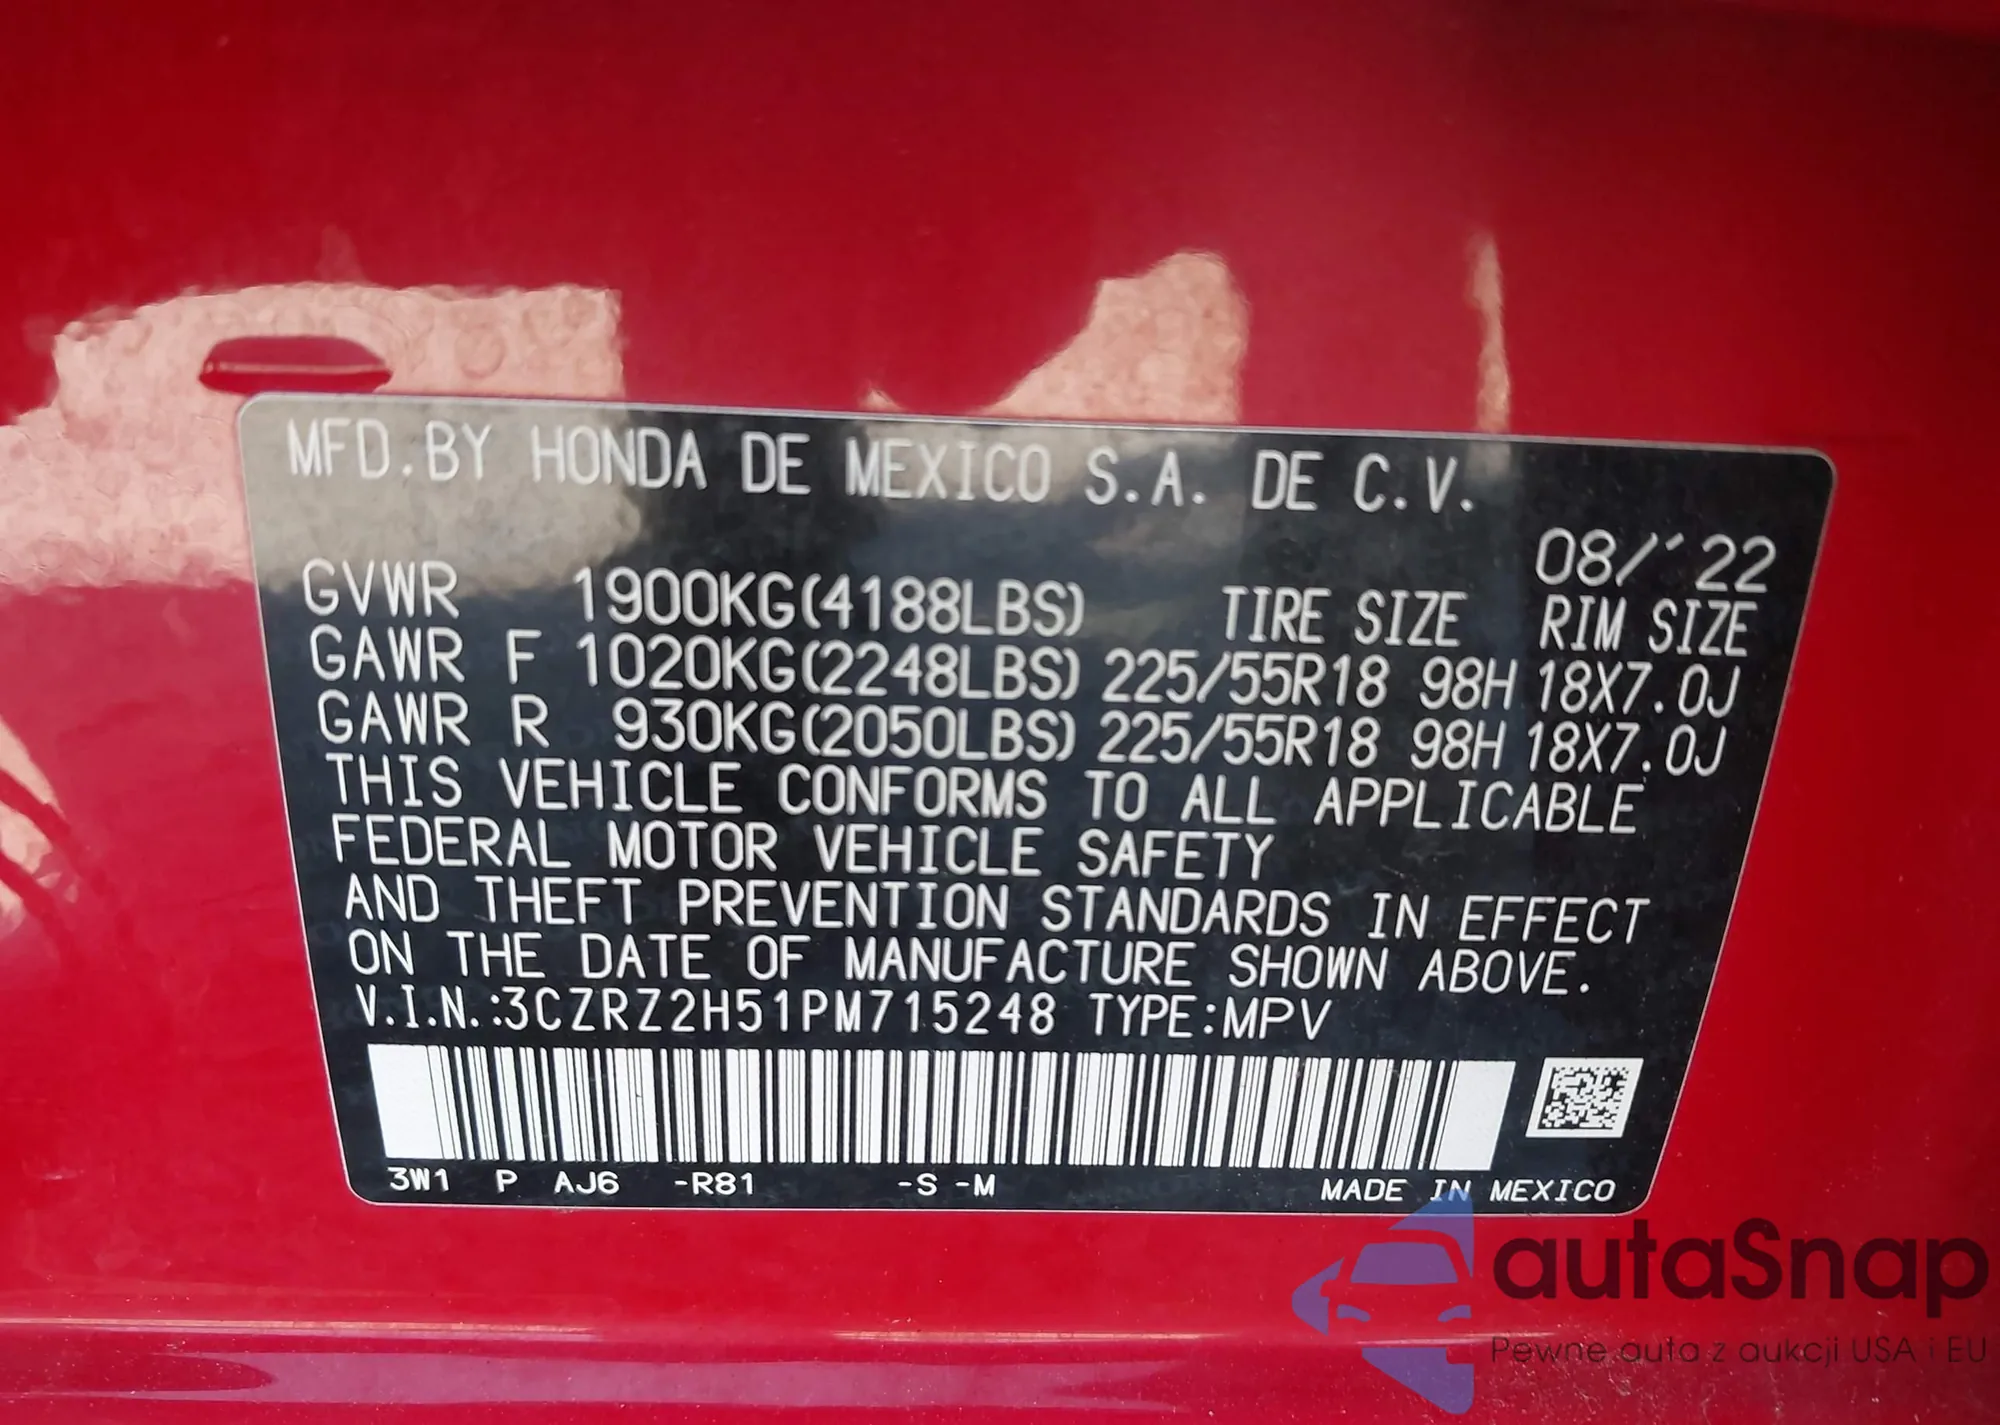 MFD.BY HONDA DE MEXICO S.A. DE C.V.
08/'22
GVWR 1900KG(4188LBS) TIRE SIZE RIM SIZE
GAWR F 1020KG(2248LBS) 225/55R18 98H 18X7.0J
GAWR R 930KG(2050LBS) 225/55R18 98H 18X7.0J
THIS VEHICLE CONFORMS TO ALL APPLICABLE
FEDERAL MOTOR VEHICLE SAFETY
AND THEFT PREVENTION STANDARDS IN EFFECT
ON THE DATE OF MANUFACTURE SHOWN ABOVE.
V.I.N.:3CZRZ2H51PM715248 TYPE:MPV
3W1 P AJ6 -R81 -S -M MADE IN MEXICO
autaSnap
Pewne auta z aukcji USA i EU